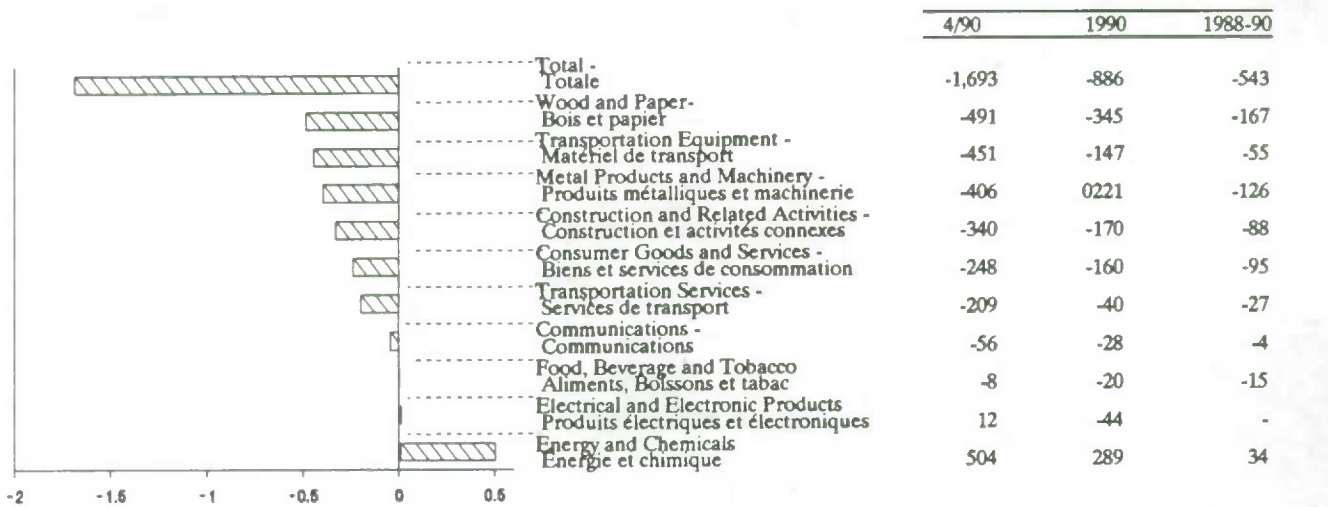 4/90 1990 1988-90
Total -
Totale -1,693 -886 -543
Wood and Paper-
Bois et papier -491 -345 -167
Transportation Equipment -
Matériel de transport -451 -147 -55
Metal Products and Machinery -
Produits métalliques et machinerie -406 0221 -126
Construction and Related Activities -
Construction et activités connexes -340 -170 -88
Consumer Goods and Services -
Biens et services de consommation -248 -160 -95
Transportation Services -
Services de transport -209 -40 -27
Communications -
Communications -56 -28 -4
Food, Beverage and Tobacco
Aliments, Boissons et tabac -8 -20 -15
Electrical and Electronic Products
Produits électriques et électroniques 12 -44 -
Energy and Chemicals
Énergie et chimique 504 289 34
-2 -1.5 -1 -0.5 0 0.5